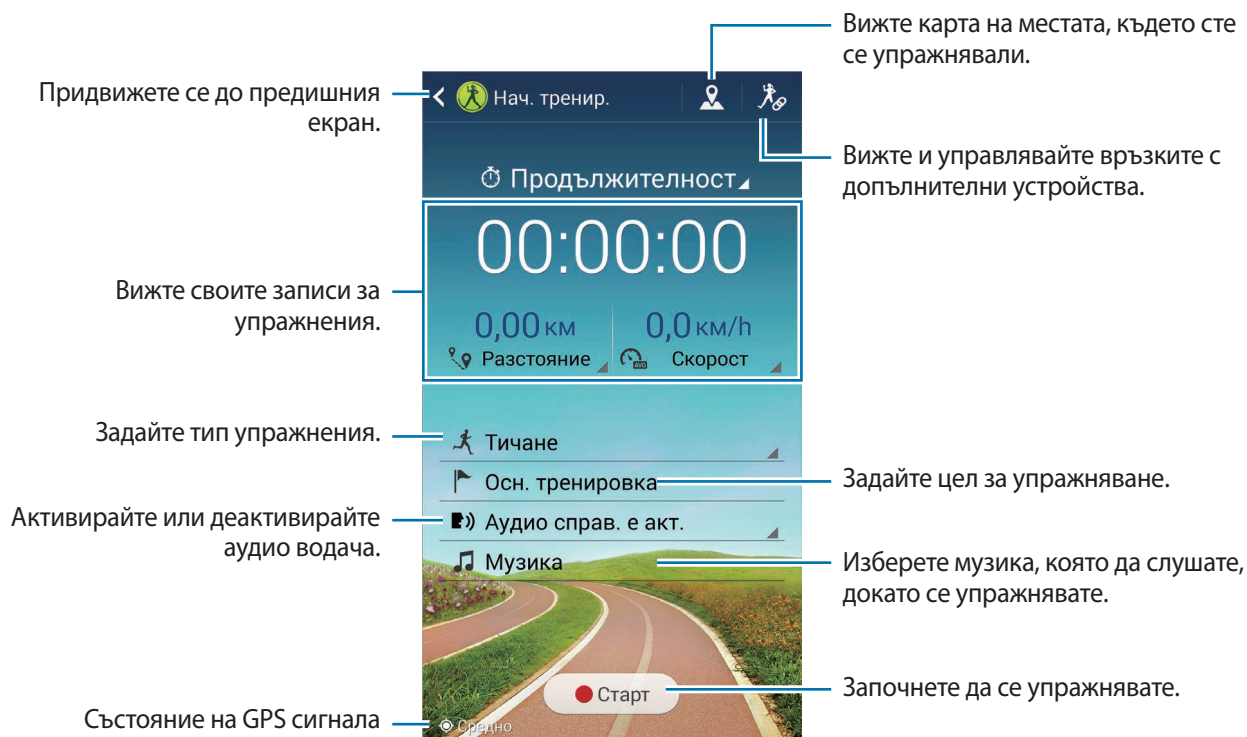 Вижте карта на местата, където сте
се упражнявали.
Придвижете се до предишния
екран.
Нач. тренир.
Вижте и управлявайте връзките с
допълнителни устройства.
Продължителност
00:00:00
Вижте своите записи за
упражнения.
0,00 км
0,0 км/h
Разстояние
AVG
Скорост
Задайте тип упражнения.
Тичане
Осн. тренировка
Задайте цел за упражняване.
Активирайте или деактивирайте
аудио водача.
Аудио справ. е акт.
Музика
Изберете музика, която да слушате,
докато се упражнявате.
Старт
Започнете да се упражнявате.
Състояние на GPS сигнала
Средно